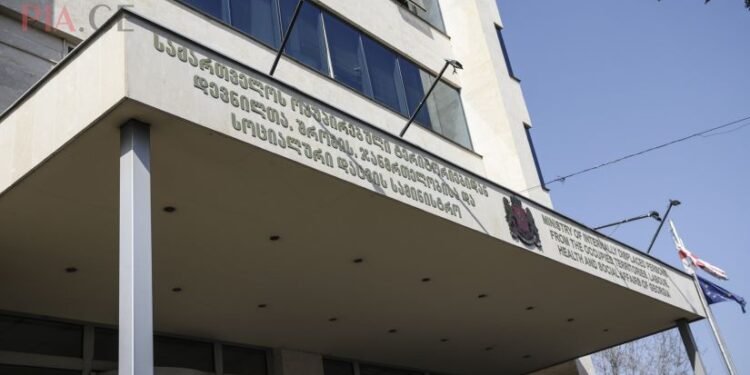 PIA.GE
საქართველოს ოკუპირებული ტერიტორიებიდან
დევნილთა, შრომის, ჯანმრთელობისა და
სოციალური დაცვის სამინისტრო
MINISTRY OF INTERNALLY DISPLACED PERSONS
FROM THE OCCUPIED TERRITORIES, LABOUR,
HEALTH AND SOCIAL AFFAIRS OF GEORGIA